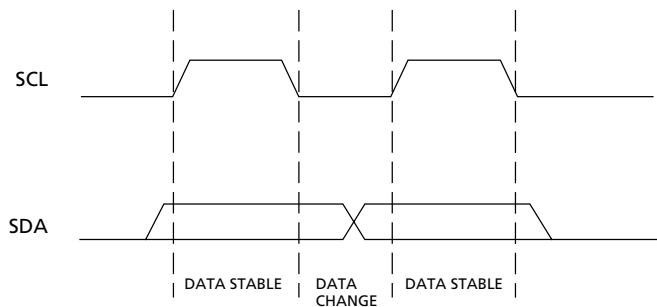 SCL
SDA
DATA STABLE
DATA
CHANGE
DATA STABLE